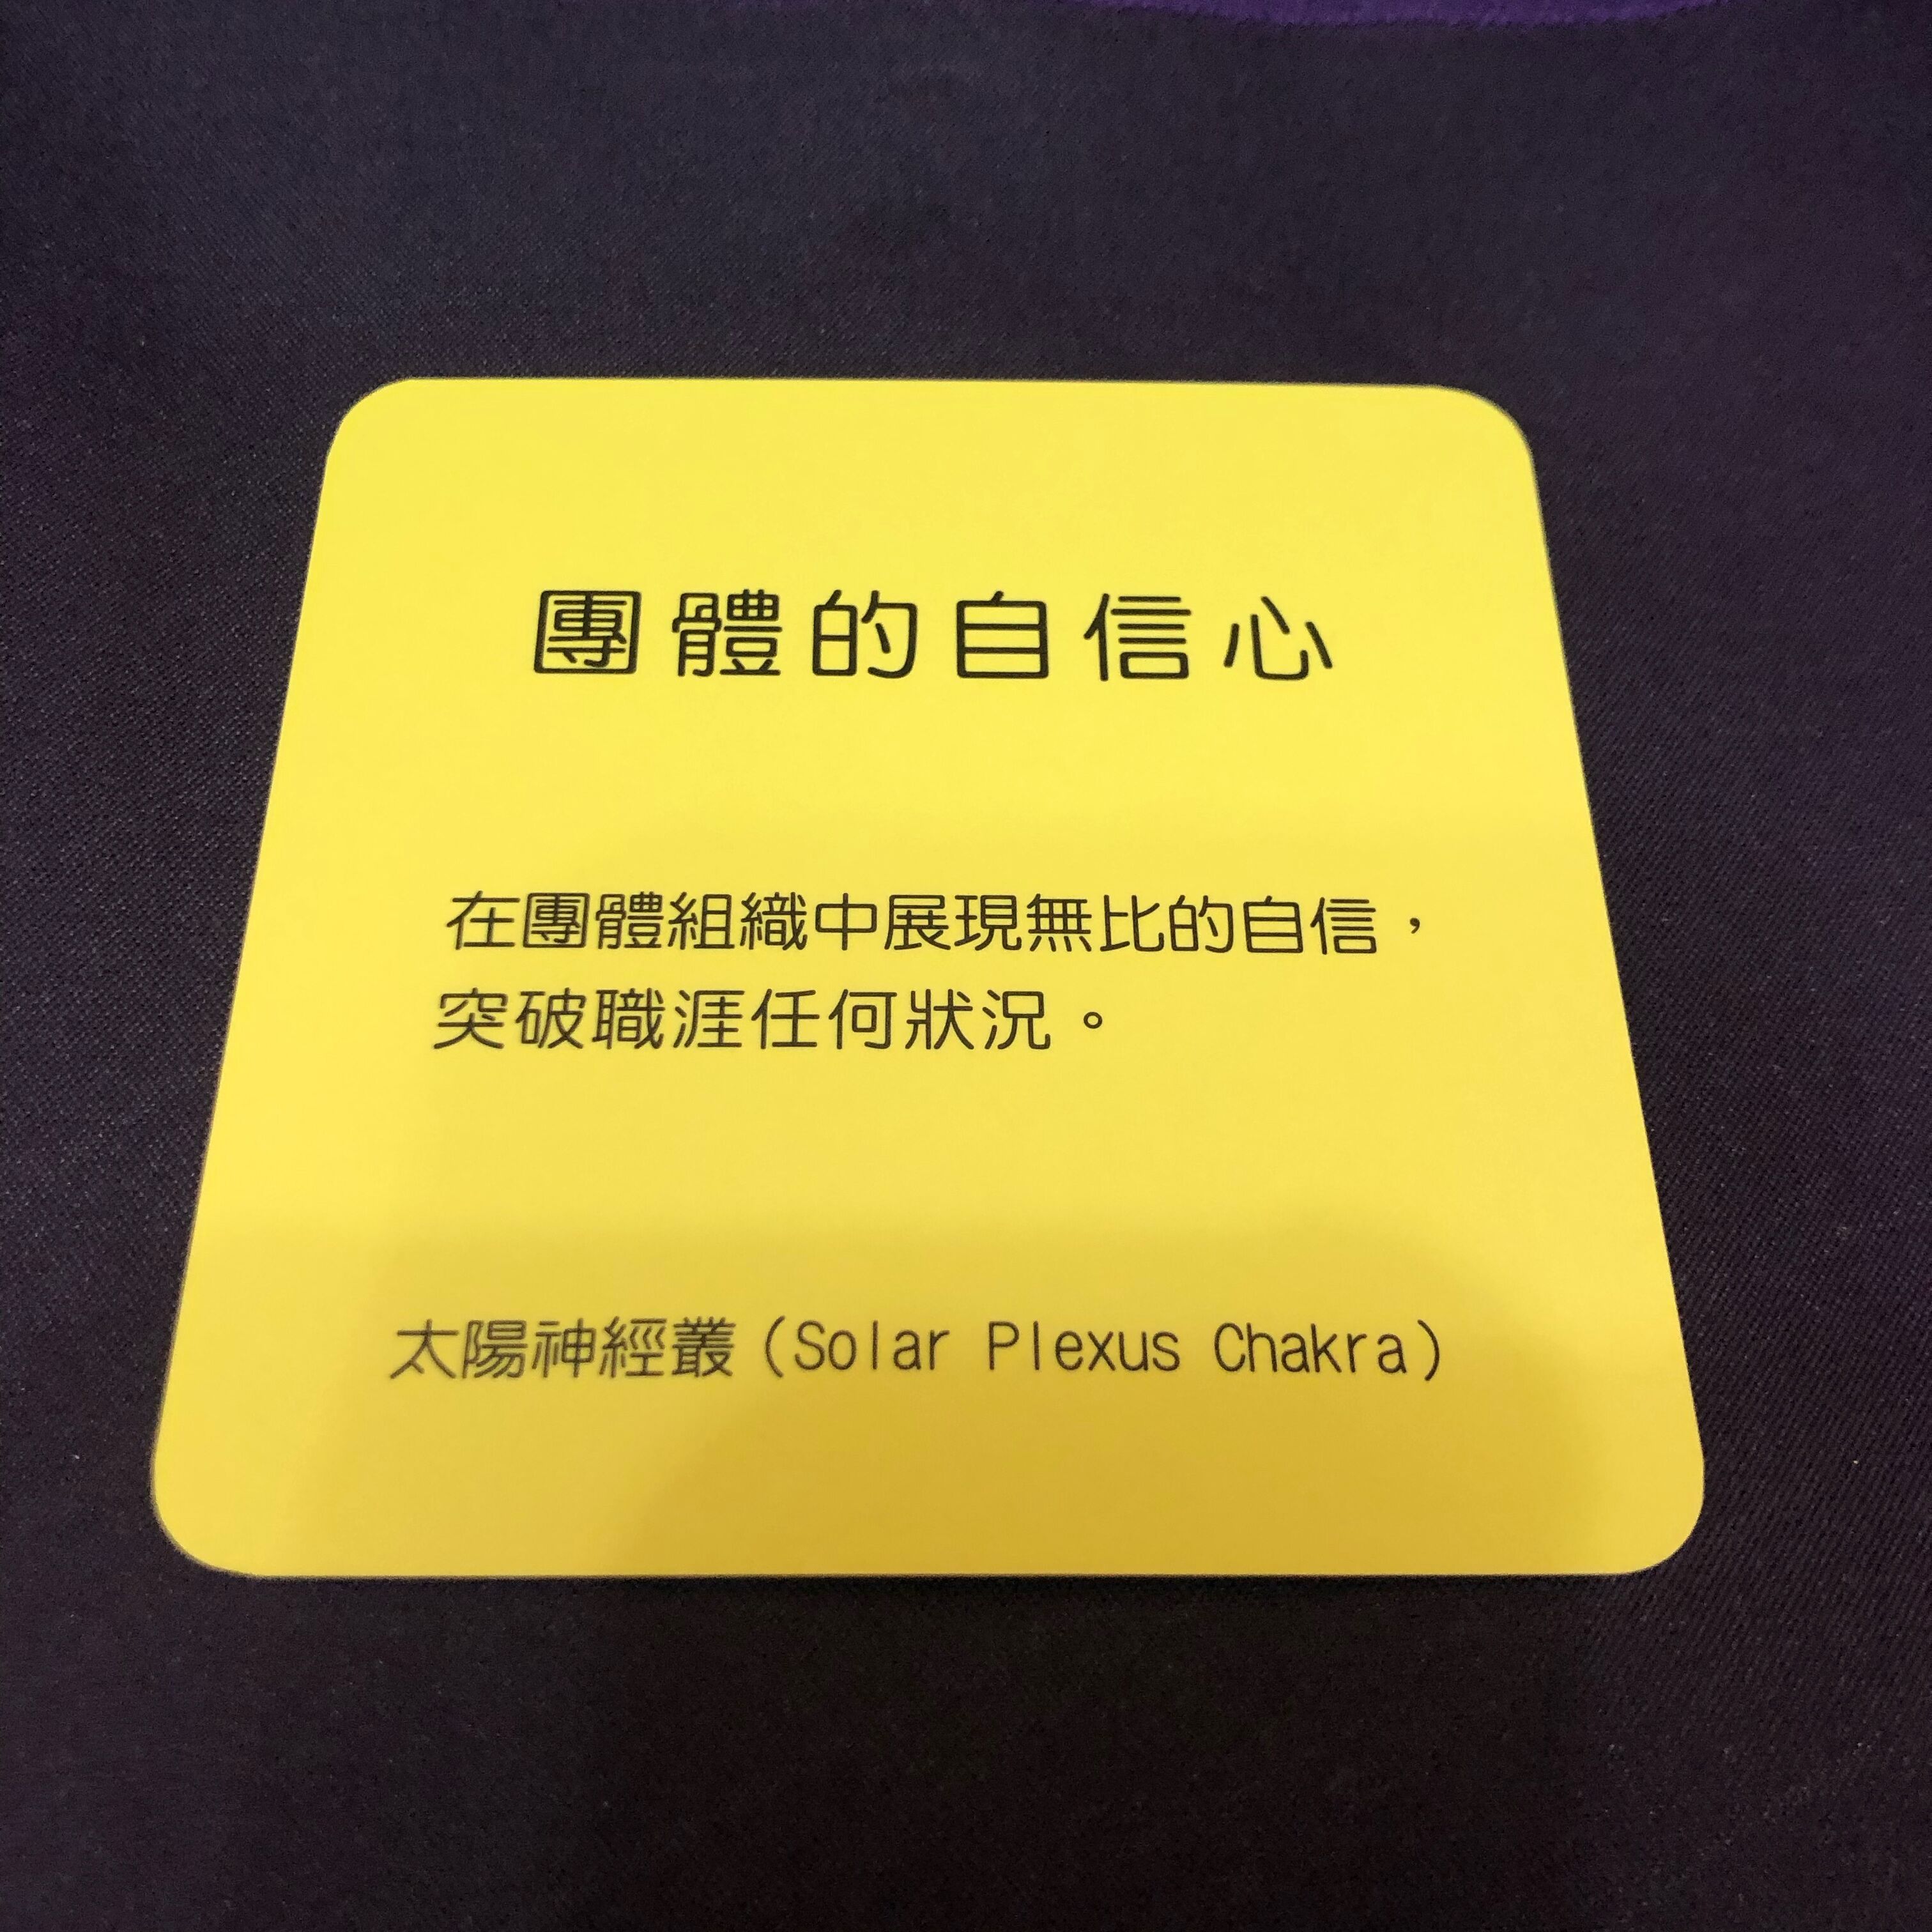 團體的自信心
在團體組織中展現無比的自信，
突破職涯任何狀況。
太陽神經叢(Solar Plexus Chakra)